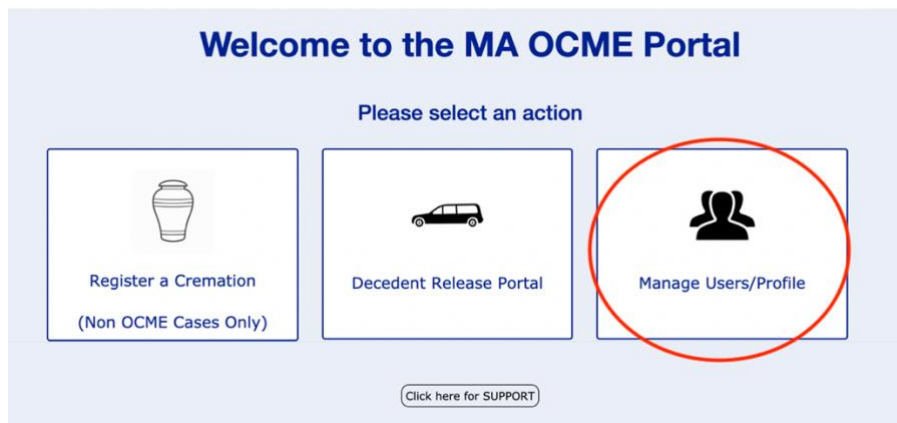 Welcome to the MA OCME Portal
Please select an action
Register a Cremation
(Non OCME Cases Only)
Decedent Release Portal
Manage Users/Profile
Click here for SUPPORT